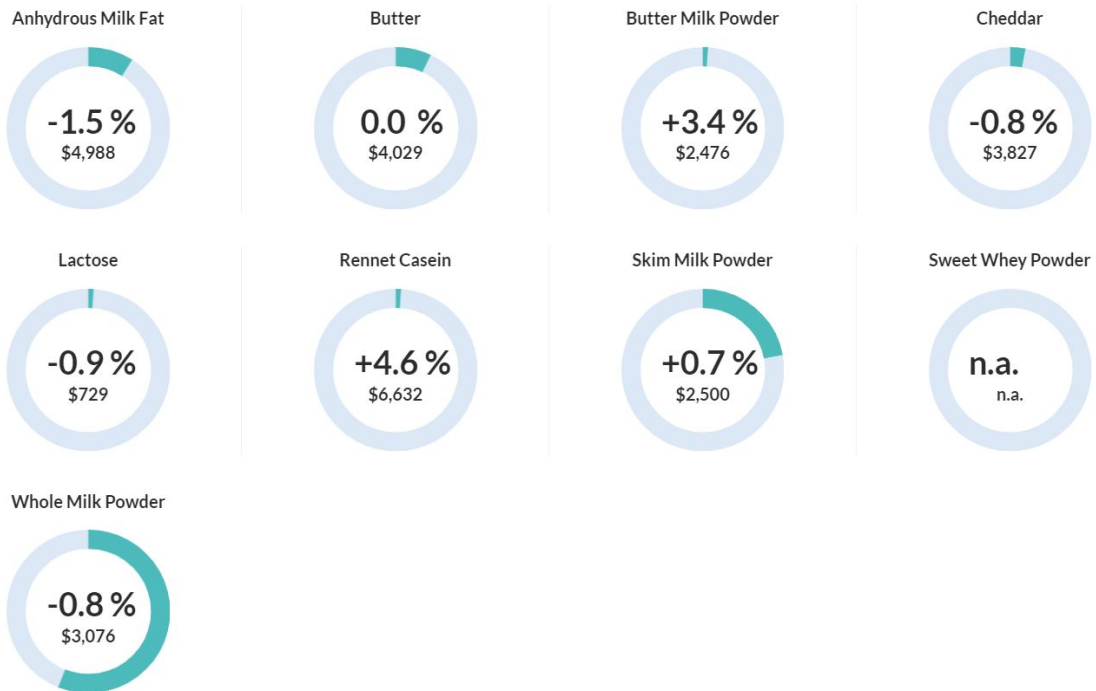 Anhydrous Milk Fat
-1.5 %
$4,988
Butter
0.0 %
$4,029
Butter Milk Powder
+3.4 %
$2,476
Cheddar
-0.8 %
$3,827
Lactose
-0.9 %
$729
Rennet Casein
+4.6 %
$6,632
Skim Milk Powder
+0.7 %
$2,500
Sweet Whey Powder
n.a.
n.a.
Whole Milk Powder
-0.8 %
$3,076